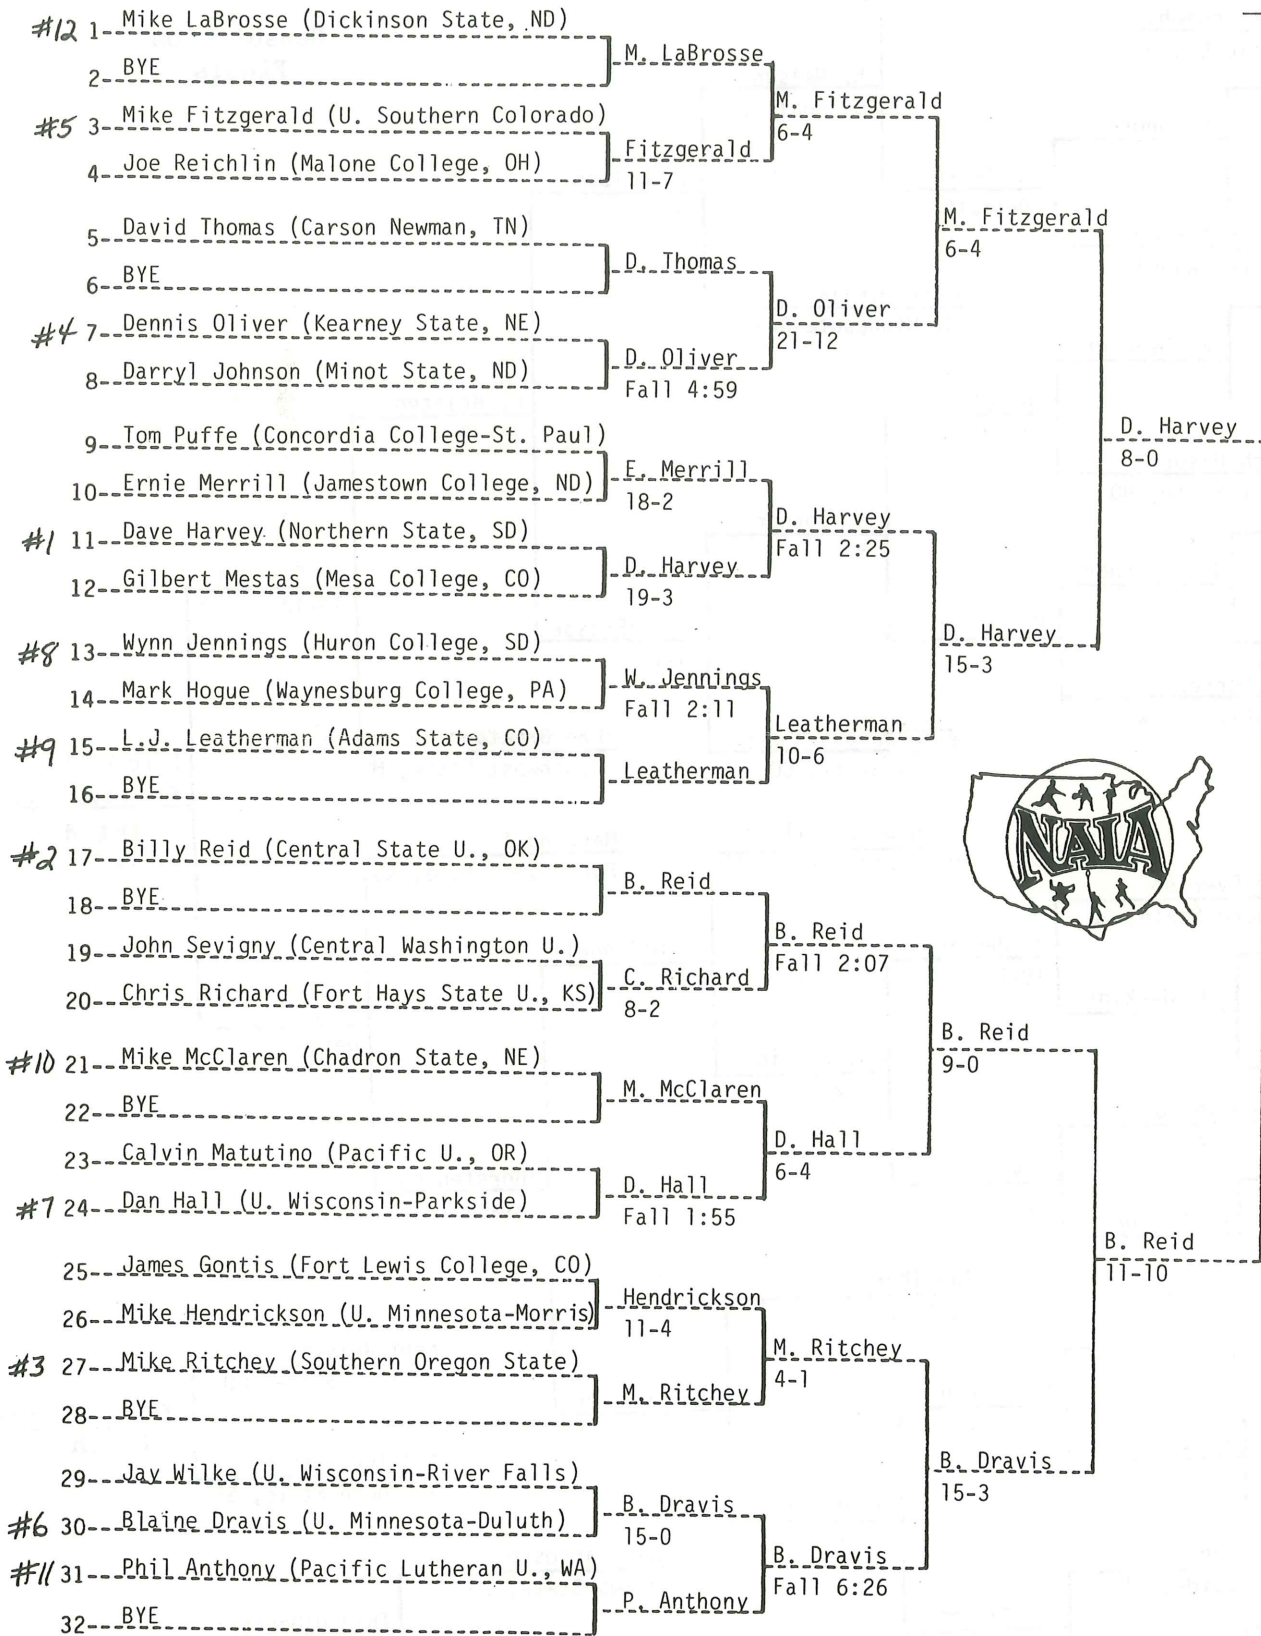 #12 1 Mike LaBrosse (Dickinson State, ND)
M. LaBrosse
2 BYE
M. Fitzgerald
6-4
#5 3 Mike Fitzgerald (U. Southern Colorado)
Fitzgerald
11-7
4 Joe Reichlin (Malone College, OH)
M. Fitzgerald
6-4
5 David Thomas (Carson Newman, TN)
D. Thomas
6 BYE
D. Oliver
21-12
#4 7 Dennis Oliver (Kearney State, NE)
D. Oliver
Fall 4:59
8 Darryl Johnson (Minot State, ND)
D. Harvey
8-0
9 Tom Puffe (Concordia College-St. Paul)
E. Merrill
18-2
10 Ernie Merrill (Jamestown College, ND)
D. Harvey
Fall 2:25
#1 11 Dave Harvey (Northern State, SD)
D. Harvey
19-3
12 Gilbert Mestas (Mesa College, CO)
D. Harvey
15-3
#8 13 Wynn Jennings (Huron College, SD)
W. Jennings
Fall 2:11
14 Mark Hogue (Waynesburg College, PA)
Leatherman
10-6
#9 15 L.J. Leatherman (Adams State, CO)
Leatherman
16 BYE
NAIA
#2 17 Billy Reid (Central State U., OK)
B. Reid
18 BYE
B. Reid
Fall 2:07
19 John Sevigny (Central Washington U.)
C. Richard
8-2
20 Chris Richard (Fort Hays State U., KS)
B. Reid
9-0
#10 21 Mike McClaren (Chadron State, NE)
M. McClaren
22 BYE
D. Hall
6-4
23 Calvin Matutino (Pacific U., OR)
D. Hall
Fall 1:55
#7 24 Dan Hall (U. Wisconsin-Parkside)
B. Reid
11-10
25 James Gontis (Fort Lewis College, CO)
Hendrickson
11-4
26 Mike Hendrickson (U. Minnesota-Morris)
M. Ritchey
4-1
#3 27 Mike Ritchey (Southern Oregon State)
M. Ritchey
28 BYE
B. Dravis
15-3
29 Jay Wilke (U. Wisconsin-River Falls)
B. Dravis
15-0
#6 30 Blaine Dravis (U. Minnesota-Duluth)
B. Dravis
Fall 6:26
#11 31 Phil Anthony (Pacific Lutheran U., WA)
P. Anthony
32 BYE